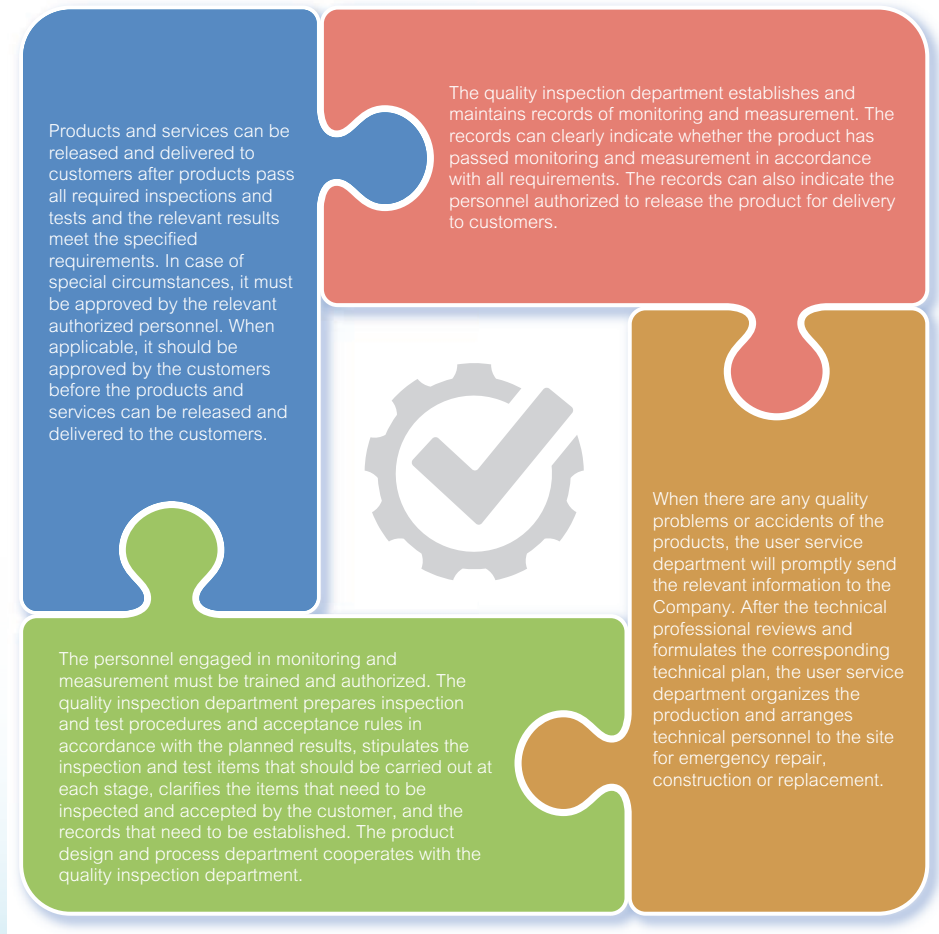 Products and services can be
released and delivered to
customers after products pass
all required inspections and
tests and the relevant results
meet the specified
requirements. In case of
special circumstances, it must
be approved by the relevant
authorized personnel. When
applicable, it should be
approved by the customers
before the products and
services can be released and
delivered to the customers.
The quality inspection department establishes and
maintains records of monitoring and measurement. The
records can clearly indicate whether the product has
passed monitoring and measurement in accordance
with all requirements. The records can also indicate the
personnel authorized to release the product for delivery
to customers.
The personnel engaged in monitoring and
measurement must be trained and authorized. The
quality inspection department prepares inspection
and test procedures and acceptance rules in
accordance with the planned results, stipulates the
inspection and test items that should be carried out at
each stage, clarifies the items that need to be
inspected and accepted by the customer, and the
records that need to be established. The product
design and process department cooperates with the
quality inspection department.
When there are any quality
problems or accidents of the
products, the user service
department will promptly send
the relevant information to the
Company. After the technical
professional reviews and
formulates the corresponding
technical plan, the user service
department organizes the
production and arranges
technical personnel to the site
for emergency repair,
construction or replacement.